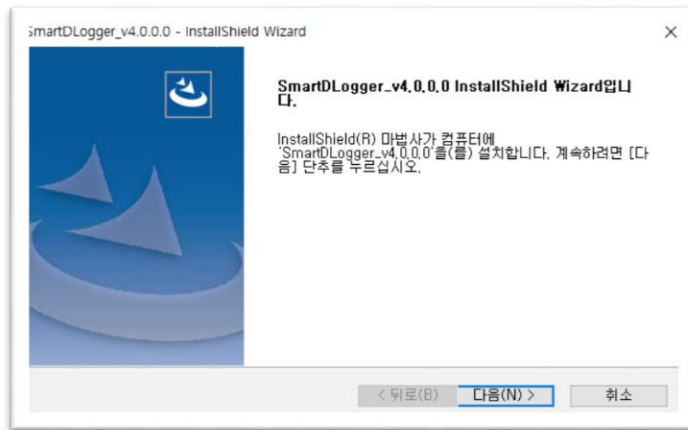 SmartDLogger_v4.0.0.0 - InstallShield Wizard
SmartDLogger_v4.0.0.0 InstallShield Wizard입니
다.
InstallShield(R) 마법사가 컴퓨터에
'SmartDLogger_v4.0.0.0'을(를) 설치합니다. 계속하려면 [다
음] 단추를 누르십시오.
< 뒤로(B)
다음(N) >
취소